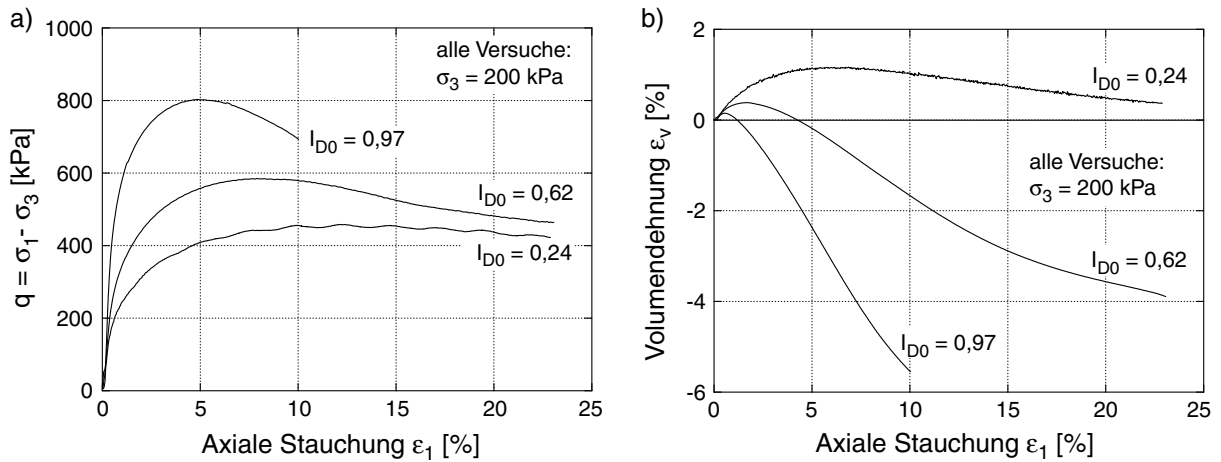 a)
q = σ1- σ3 [kPa]
1000
800
600
400
200
0
alle Versuche:
σ3 = 200 kPa
ID0 = 0,97
ID0 = 0,62
ID0 = 0,24
0 5 10 15 20 25
Axiale Stauchung ε1 [%]
b)
Volumendehnung εv [%]
2
0
-2
-4
-6
ID0 = 0,24
alle Versuche:
σ3 = 200 kPa
ID0 = 0,62
ID0 = 0,97
0 5 10 15 20 25
Axiale Stauchung ε1 [%]